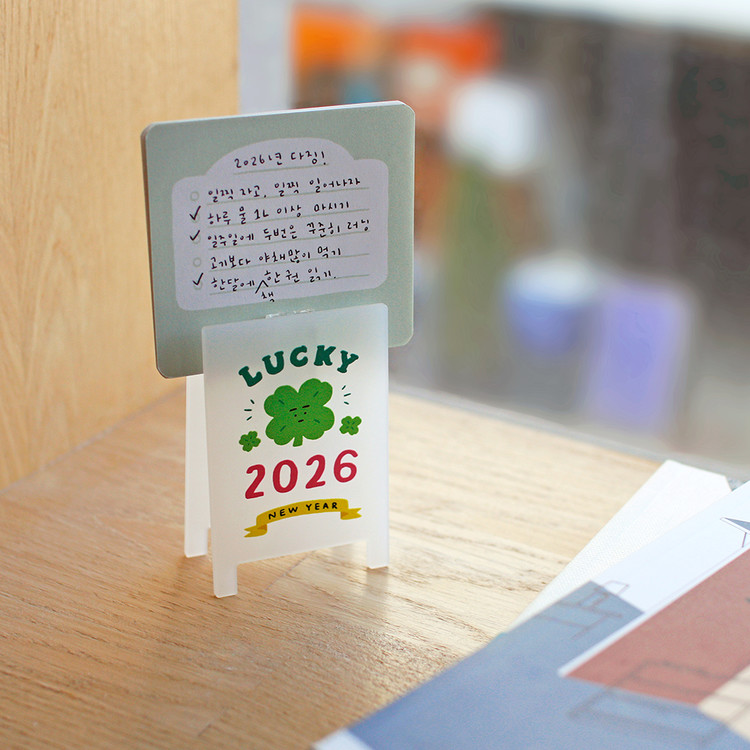 2026년 다짐!
일찍 자고, 일찍 일어나자
하루 물 1L 이상 마시기
일주일에 두번은 꾸준히 러닝
고기보다 야채많이 먹기
한달에 책 한 권 읽기.
LUCKY
2026
NEW YEAR